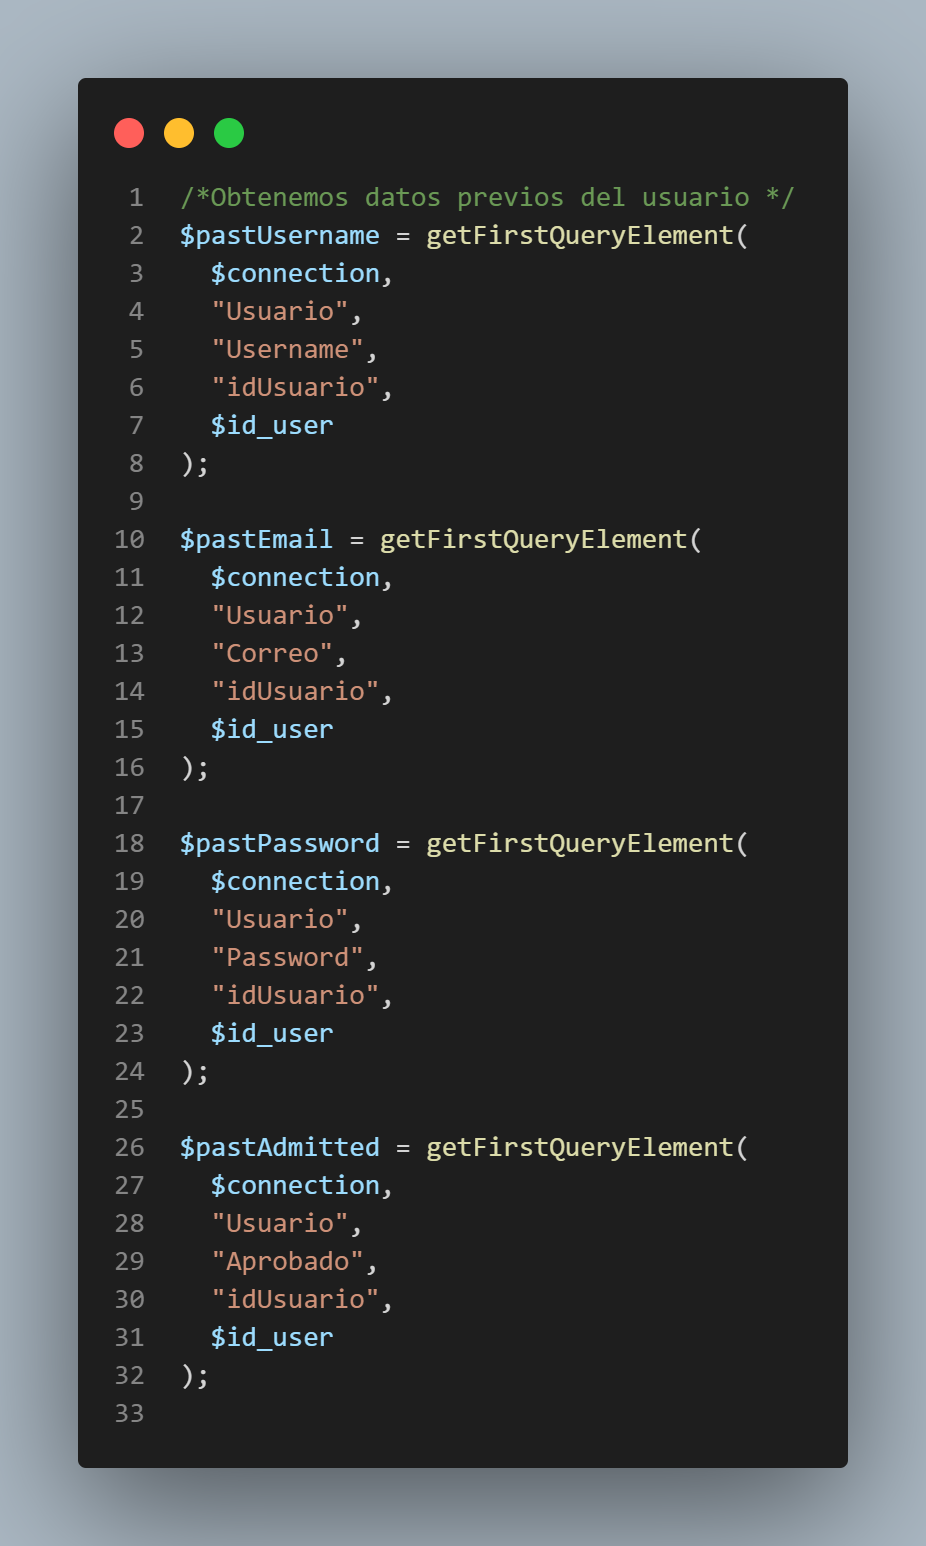 1 /*Obtenemos datos previos del usuario */
2 $pastUsername = getFirstQueryElement(
3   $connection,
4   "Usuario",
5   "Username",
6   "idUsuario",
7   $id_user
8 );
9
10 $pastEmail = getFirstQueryElement(
11   $connection,
12   "Usuario",
13   "Correo",
14   "idUsuario",
15   $id_user
16 );
17
18 $pastPassword = getFirstQueryElement(
19   $connection,
20   "Usuario",
21   "Password",
22   "idUsuario",
23   $id_user
24 );
25
26 $pastAdmitted = getFirstQueryElement(
27   $connection,
28   "Usuario",
29   "Aprobado",
30   "idUsuario",
31   $id_user
32 );
33